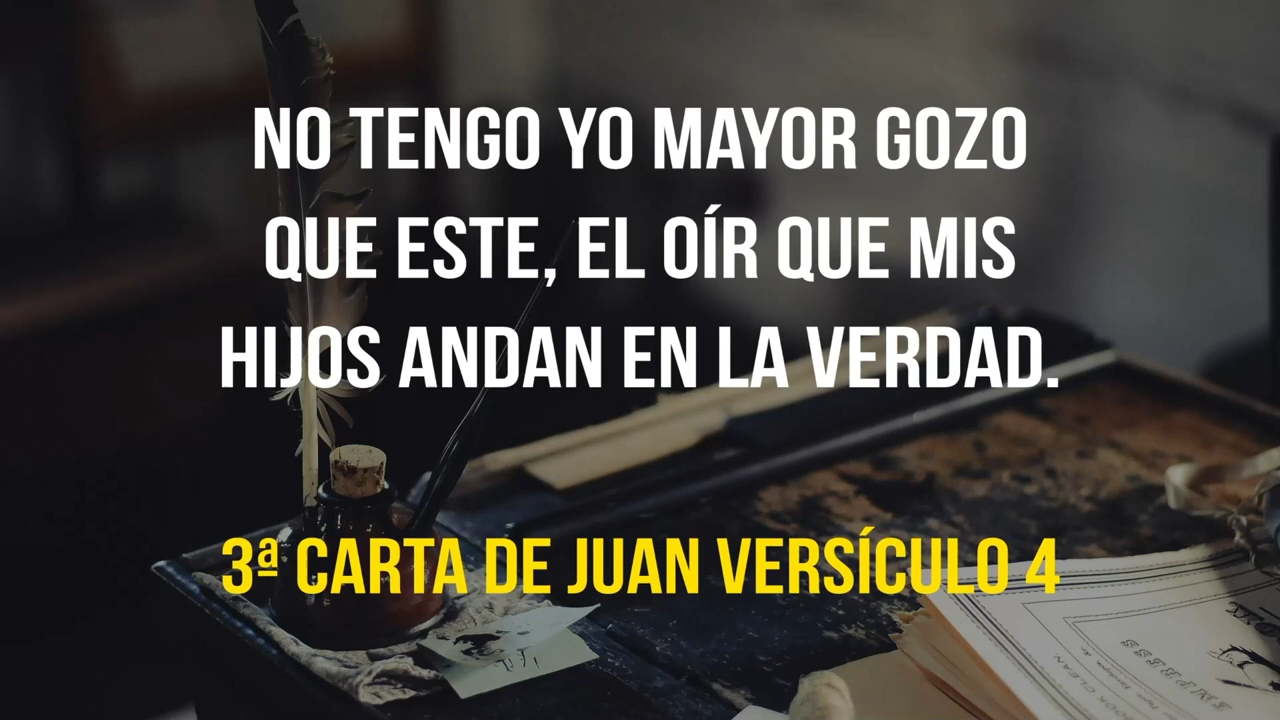 NO TENGO YO MAYOR GOZO
QUE ESTE, EL OÍR QUE MIS
HIJOS ANDAN EN LA VERDAD.
3ª CARTA DE JUAN VERSÍCULO 4
EMPRESS